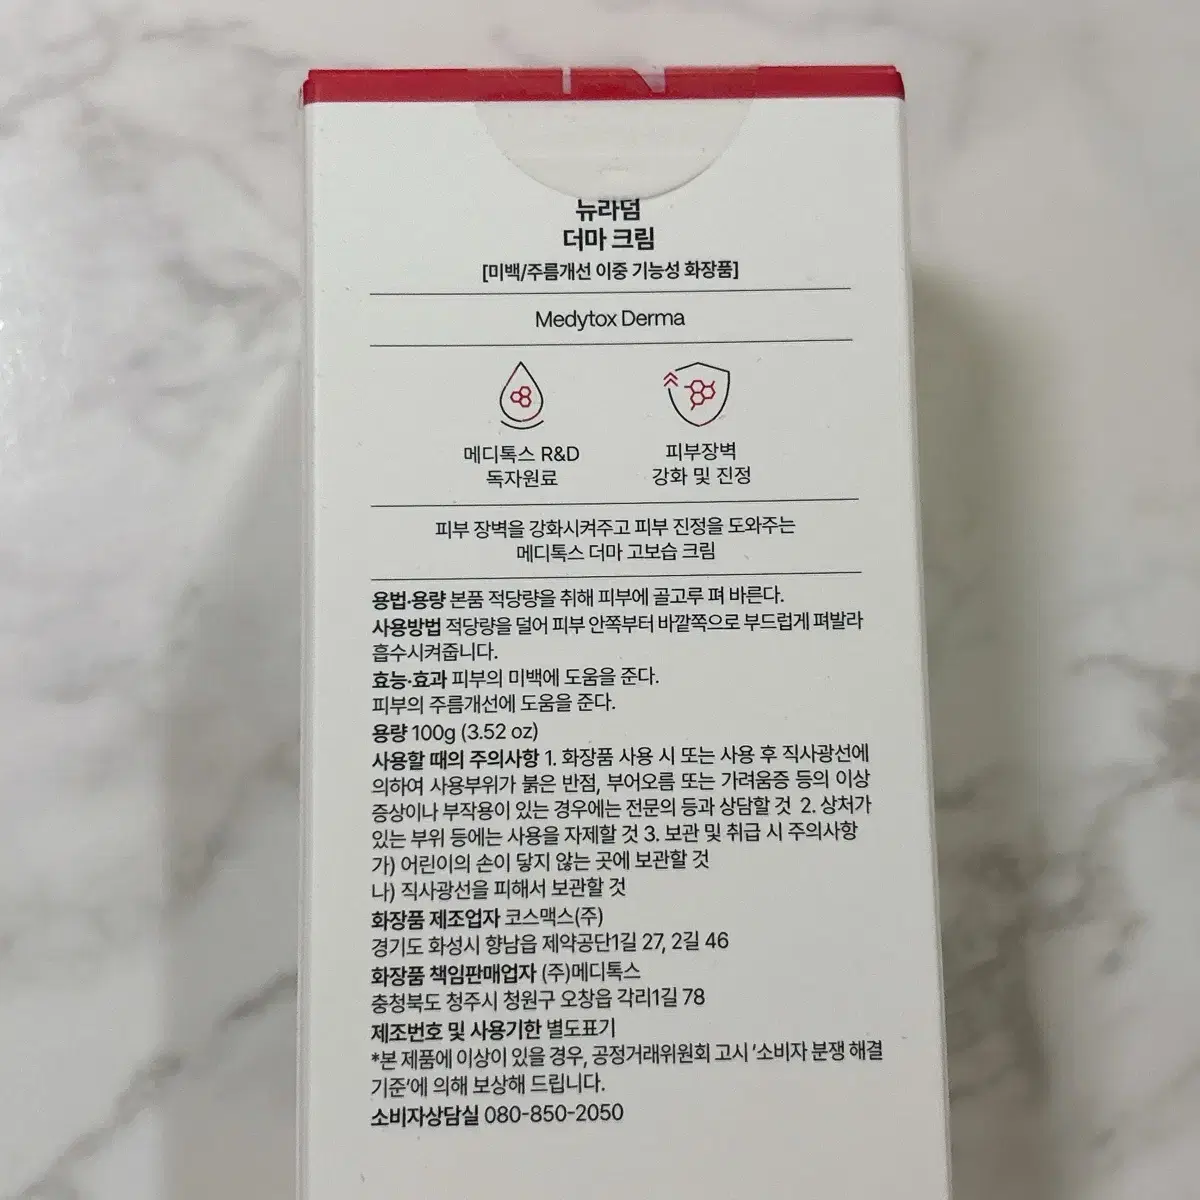 뉴라덤
더마 크림
[미백/주름개선 이중 기능성 화장품]
Medytox Derma
메디톡스 R&D
독자원료
피부장벽
강화 및 진정
피부 장벽을 강화시켜주고 피부 진정을 도와주는
메디톡스 더마 고보습 크림
용법·용량 본품 적당량을 취해 피부에 골고루 펴 바른다.
사용방법 적당량을 덜어 피부 안쪽부터 바깥쪽으로 부드럽게 펴발라
흡수시켜줍니다.
효능·효과 피부의 미백에 도움을 준다.
피부의 주름개선에 도움을 준다.
용량 100g (3.52 oz)
사용할 때의 주의사항 1. 화장품 사용 시 또는 사용 후 직사광선에
의하여 사용부위가 붉은 반점, 부어오름 또는 가려움증 등의 이상
증상이나 부작용이 있는 경우에는 전문의 등과 상담할 것 2. 상처가
있는 부위 등에는 사용을 자제할 것 3. 보관 및 취급 시 주의사항
가) 어린이의 손이 닿지 않는 곳에 보관할 것
나) 직사광선을 피해서 보관할 것
화장품 제조업자 코스맥스(주)
경기도 화성시 향남읍 제약공단1길 27, 2길 46
화장품 책임판매업자 (주)메디톡스
충청북도 청주시 청원구 오창읍 각리1길 78
제조번호 및 사용기한 별도표기
*본 제품에 이상이 있을 경우, 공정거래위원회 고시 '소비자 분쟁 해결
기준'에 의해 보상해 드립니다.
소비자상담실 080-850-2050